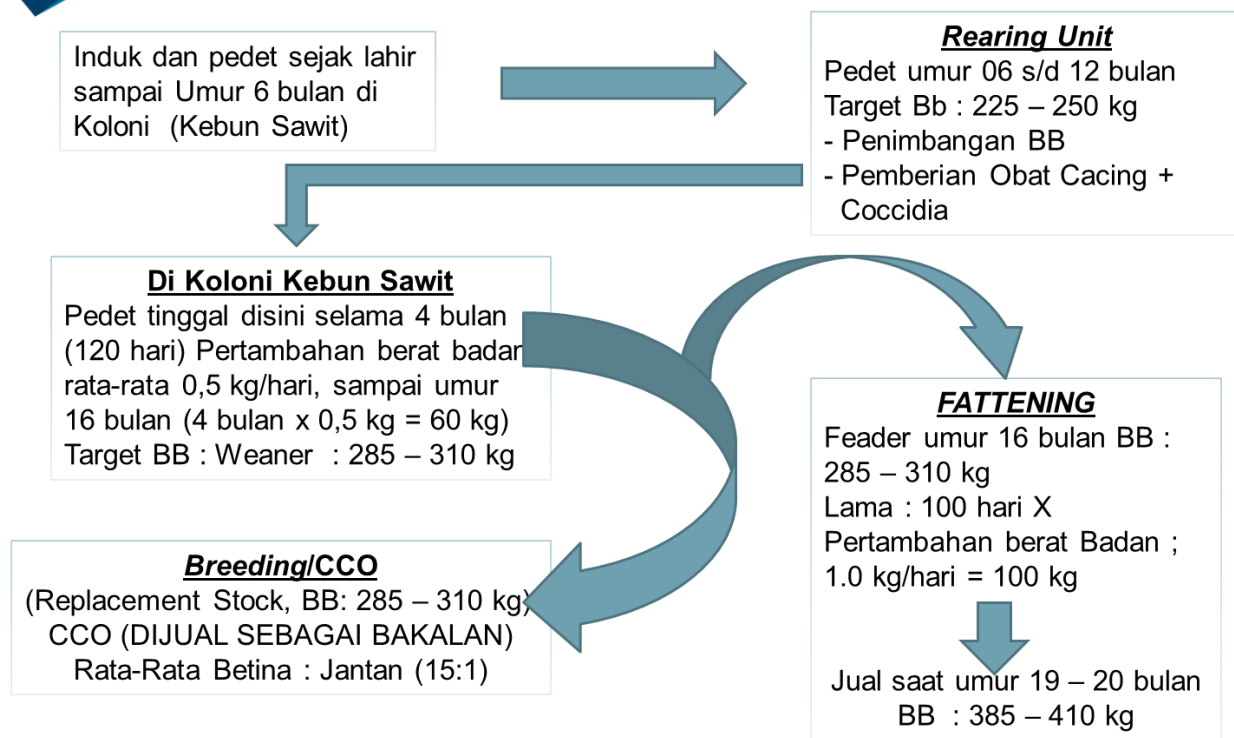 Induk dan pedet sejak lahir
sampai Umur 6 bulan di
Koloni (Kebun Sawit)
Rearing Unit
Pedet umur 06 s/d 12 bulan
Target Bb : 225 – 250 kg
- Penimbangan BB
- Pemberian Obat Cacing +
Coccidia
Di Koloni Kebun Sawit
Pedet tinggal disini selama 4 bulan
(120 hari) Pertambahan berat badan
rata-rata 0,5 kg/hari, sampai umur
16 bulan (4 bulan x 0,5 kg = 60 kg)
Target BB : Weaner : 285 – 310 kg
Breeding/CCO
(Replacement Stock, BB: 285 – 310 kg)
CCO (DIJUAL SEBAGAI BAKALAN)
Rata-Rata Betina : Jantan (15:1)
FATTENING
Feader umur 16 bulan BB :
285 – 310 kg
Lama : 100 hari X
Pertambahan berat Badan ;
1.0 kg/hari = 100 kg
Jual saat umur 19 – 20 bulan
BB : 385 – 410 kg